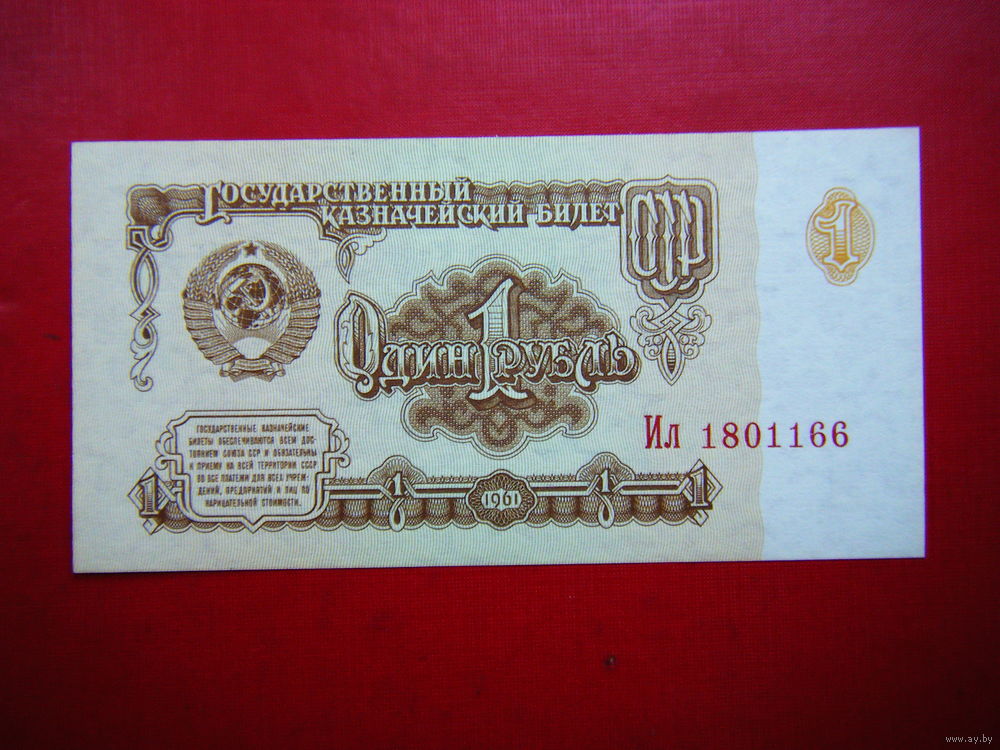 Государственный
казначейский билет
СССР
1
Один 1 рубль
Ил 1801166
ГОСУДАРСТВЕННЫЕ КАЗНАЧЕЙСКИЕ
БИЛЕТЫ ОБЕСПЕЧИВАЮТСЯ ВСЕМ ДОС-
ТОЯНИЕМ СОЮЗА ССР И ОБЯЗАТЕЛЬНЫ
К ПРИЕМУ НА ВСЕЙ ТЕРРИТОРИИ СССР
ВО ВСЕ ПЛАТЕЖИ ДЛЯ ВСЕХ УЧРЕЖ-
ДЕНИЙ, ПРЕДПРИЯТИЙ И ЛИЦ ПО
НАРИЦАТЕЛЬНОЙ СТОИМОСТИ.
1 1 1961 1 1
www.ay.by